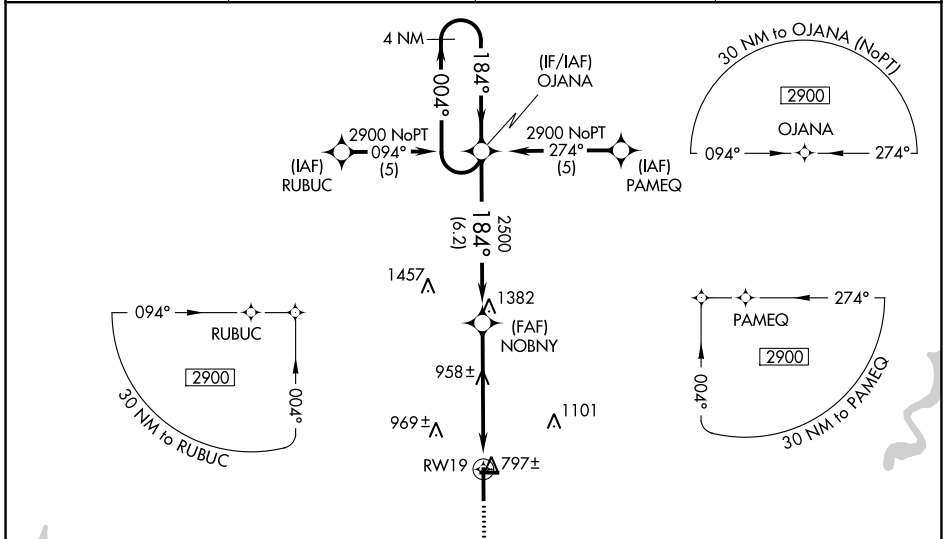 4 NM
184°
004°
(IF/IAF)
OJANA
30 NM to OJANA (NoPT)
2900
OJANA
094°
274°
2900 NoPT
094°
(5)
(IAF)
RUBUC
2900 NoPT
274°
(5)
(IAF)
PAMEQ
2500
184°
(6.2)
1457
1382
(FAF)
NOBNY
094°
RUBUC
2900
004°
30 NM to RUBUC
274°
PAMEQ
2900
004°
30 NM to PAMEQ
958±
969±
1101
RW19
797±